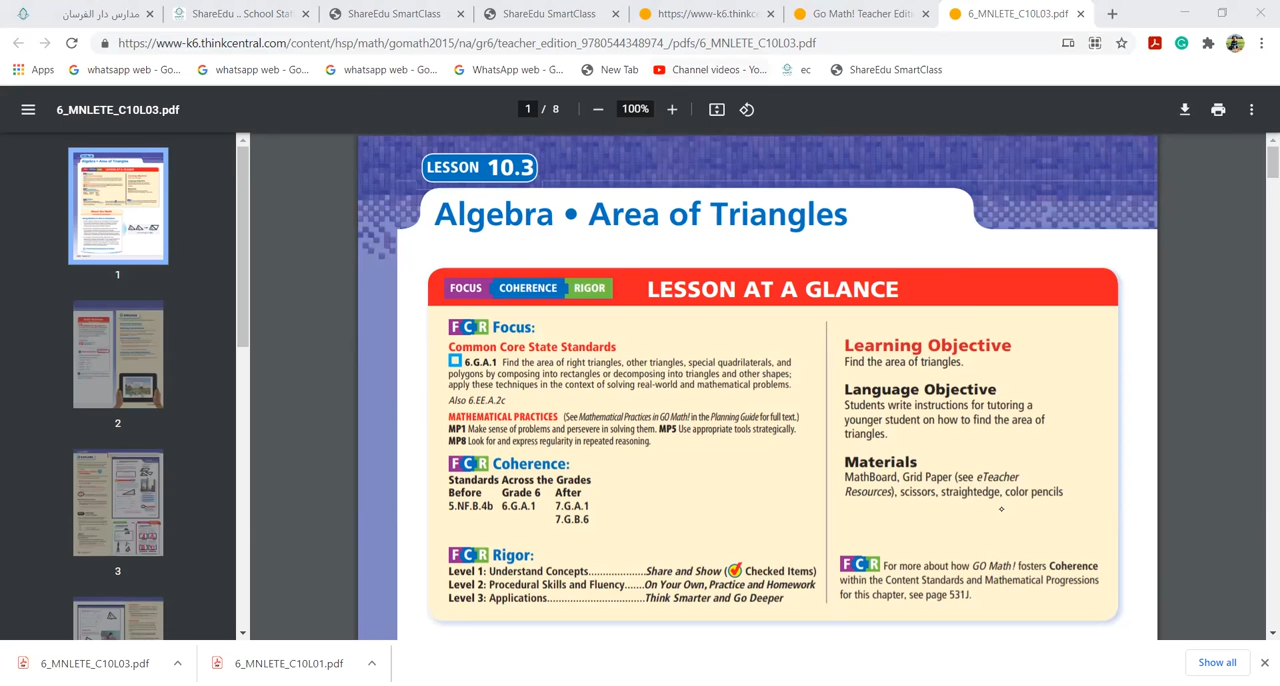 مدارس دار الفرسان
ShareEdu .. School Stat
ShareEdu SmartClass
ShareEdu SmartClass
https://www-k6.thinkc
Go Math! Teacher Editi
6_MNLETE_C10L03.pdf
https://www-k6.thinkcentral.com/content/hsp/math/gomath2015/na/gr6/teacher_edition_9780544348974_/pdfs/6_MNLETE_C10L03.pdf
Apps
whatsapp web - Go...
whatsapp web - Go...
whatsapp web - Go...
WhatsApp web - G...
New Tab
Channel videos - Yo...
ec
ShareEdu SmartClass
6_MNLETE_C10L03.pdf
1 / 8
100%
1
2
3
LESSON 10.3
Algebra • Area of Triangles
FOCUS COHERENCE RIGOR
LESSON AT A GLANCE
F C R Focus:
Common Core State Standards
6.G.A.1 Find the area of right triangles, other triangles, special quadrilaterals, and
polygons by composing into rectangles or decomposing into triangles and other shapes;
apply these techniques in the context of solving real-world and mathematical problems.
Also 6.EE.A.2c
MATHEMATICAL PRACTICES (See Mathematical Practices in GO Math! in the Planning Guide for full text.)
MP1 Make sense of problems and persevere in solving them. MP5 Use appropriate tools strategically.
MP8 Look for and express regularity in repeated reasoning.
F C R Coherence:
Standards Across the Grades
Before Grade 6 After
5.NF.B.4b 6.G.A.1 7.G.A.1
7.G.B.6
F C R Rigor:
Level 1: Understand Concepts....................Share and Show (Checked Items)
Level 2: Procedural Skills and Fluency.......On Your Own, Practice and Homework
Level 3: Applications..................................Think Smarter and Go Deeper
Learning Objective
Find the area of triangles.
Language Objective
Students write instructions for tutoring a
younger student on how to find the area of
triangles.
Materials
MathBoard, Grid Paper (see eTeacher
Resources), scissors, straightedge, color pencils
F C R For more about how GO Math! fosters Coherence
within the Content Standards and Mathematical Progressions
for this chapter, see page 531J.
6_MNLETE_C10L03.pdf
6_MNLETE_C10L01.pdf
Show all